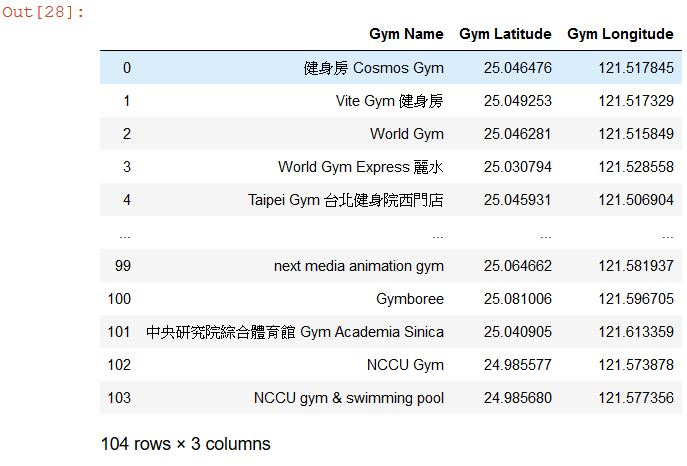 Out[28]:
Gym Name Gym Latitude Gym Longitude
0 健身房 Cosmos Gym 25.046476 121.517845
1 Vite Gym 健身房 25.049253 121.517329
2 World Gym 25.046281 121.515849
3 World Gym Express 麗水 25.030794 121.528558
4 Taipei Gym 台北健身院西門店 25.045931 121.506904
... ... ... ...
99 next media animation gym 25.064662 121.581937
100 Gymboree 25.081006 121.596705
101 中央研究院綜合體育館 Gym Academia Sinica 25.040905 121.613359
102 NCCU Gym 24.985577 121.573878
103 NCCU gym & swimming pool 24.985680 121.577356
104 rows × 3 columns